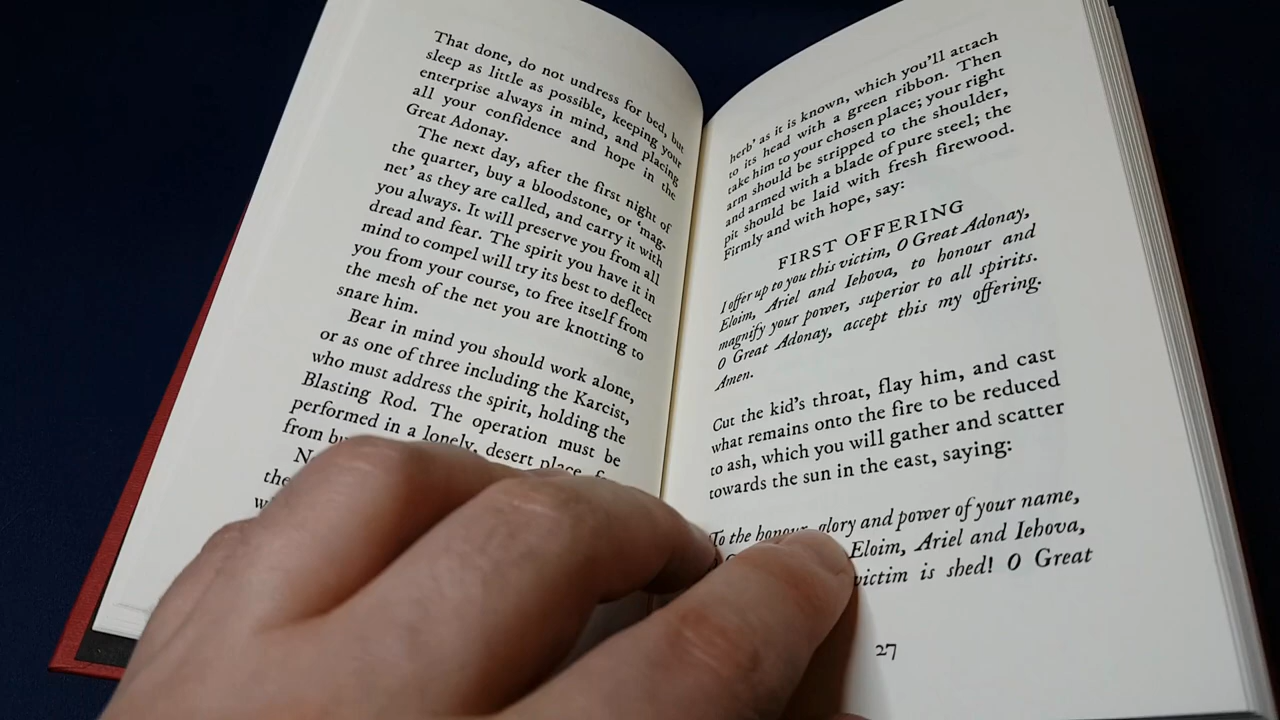 That done, do not undress for bed, but
sleep as little as possible, keeping your
enterprise always in mind, and placing
all your confidence and hope in the
Great Adonay.
The next day, after the first night of
the quarter, buy a bloodstone, or ‘mag-
net’ as they are called, and carry it with
you always. It will preserve you from all
dread and fear. The spirit you have it in
mind to compel will try its best to deflect
you from your course, to free itself from
the mesh of the net you are knotting to
snare him.
Bear in mind you should work alone,
or as one of three including the Karcist,
who must address the spirit, holding the
Blasting Rod. The operation must be
performed in a lonely, desert place
from
the
herb’ as it is known, which you’ll attach
to its head with a green ribbon. Then
take him to your chosen place; your right
arm should be stripped to the shoulder,
and armed with a blade of pure steel; the
pit should be laid with fresh firewood.
Firmly and with hope, say:
FIRST OFFERING
I offer up to you this victim, O Great Adonay,
Eloim, Ariel and Iehova, to honour and
magnify your power, superior to all spirits.
O Great Adonay, accept this my offering.
Amen.
Cut the kid’s throat, flay him, and cast
what remains onto the fire to be reduced
to ash, which you will gather and scatter
towards the sun in the east, saying:
To the honour, glory and power of your name,
Eloim, Ariel and Iehova,
victim is shed! O Great
27